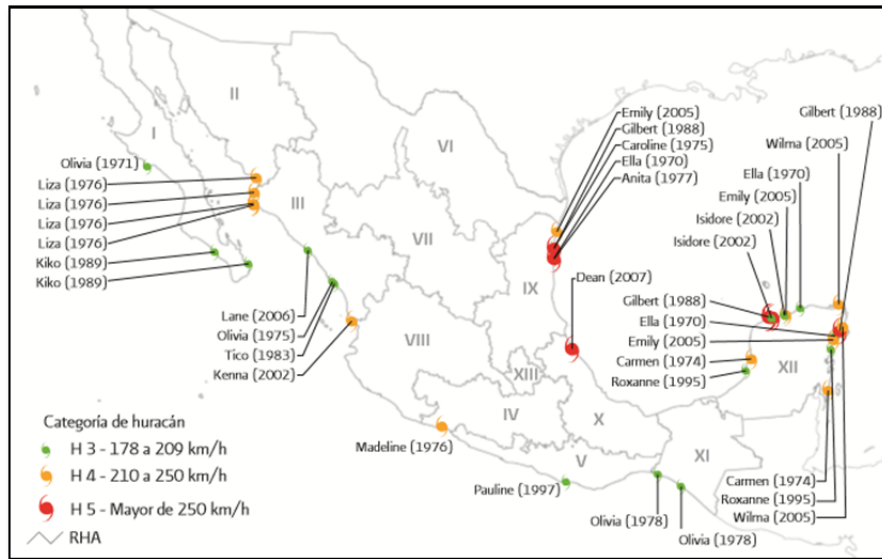 Emily (2005)
Gilbert (1988)
Caroline (1975)
Ella (1970)
Anita (1977)
Gilbert (1988)
Wilma (2005)
Ella (1970)
Emily (2005)
Isidore (2002)
Isidore (2002)
Olivia (1971)
Liza (1976)
Liza (1976)
Liza (1976)
Liza (1976)
Kiko (1989)
Kiko (1989)
I
II
III
VI
VII
VIII
IX
Dean (2007)
Gilbert (1988)
Ella (1970)
Emily (2005)
Carmen (1974)
Roxanne (1995)
Lane (2006)
Olivia (1975)
Tico (1983)
Kenna (2002)
XII
XIII
IV
X
V
XI
Madeline (1976)
Pauline (1997)
Olivia (1978)
Olivia (1978)
Carmen (1974)
Roxanne (1995)
Wilma (2005)
Categoría de huracán
H 3 - 178 a 209 km/h
H 4 - 210 a 250 km/h
H 5 - Mayor de 250 km/h
RHA